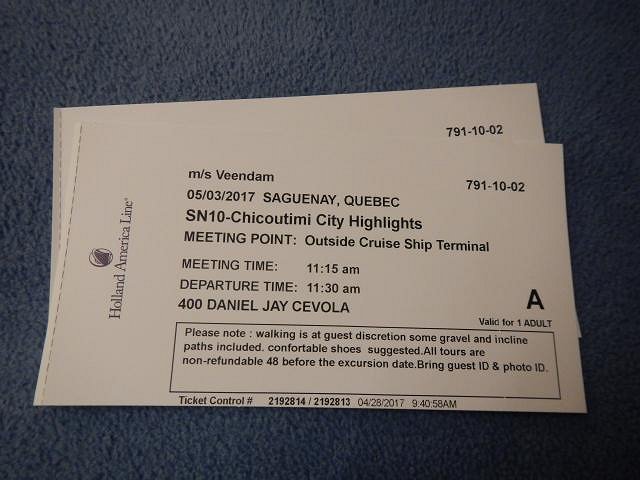 791-10-02
m/s Veendam
791-10-02
05/03/2017 SAGUENAY, QUEBEC
SN10-Chicoutimi City Highlights
MEETING POINT: Outside Cruise Ship Terminal
MEETING TIME: 11:15 am
DEPARTURE TIME: 11:30 am
400 DANIEL JAY CEVOLA
A
Valid for 1 ADULT
Please note : walking is at guest discretion some gravel and incline
paths included. confortable shoes suggested.All tours are
non-refundable 48 before the excursion date.Bring guest ID & photo ID.
Ticket Control # 2192814 / 2192813 04/28/2017 9:40:58AM
Holland America Line®